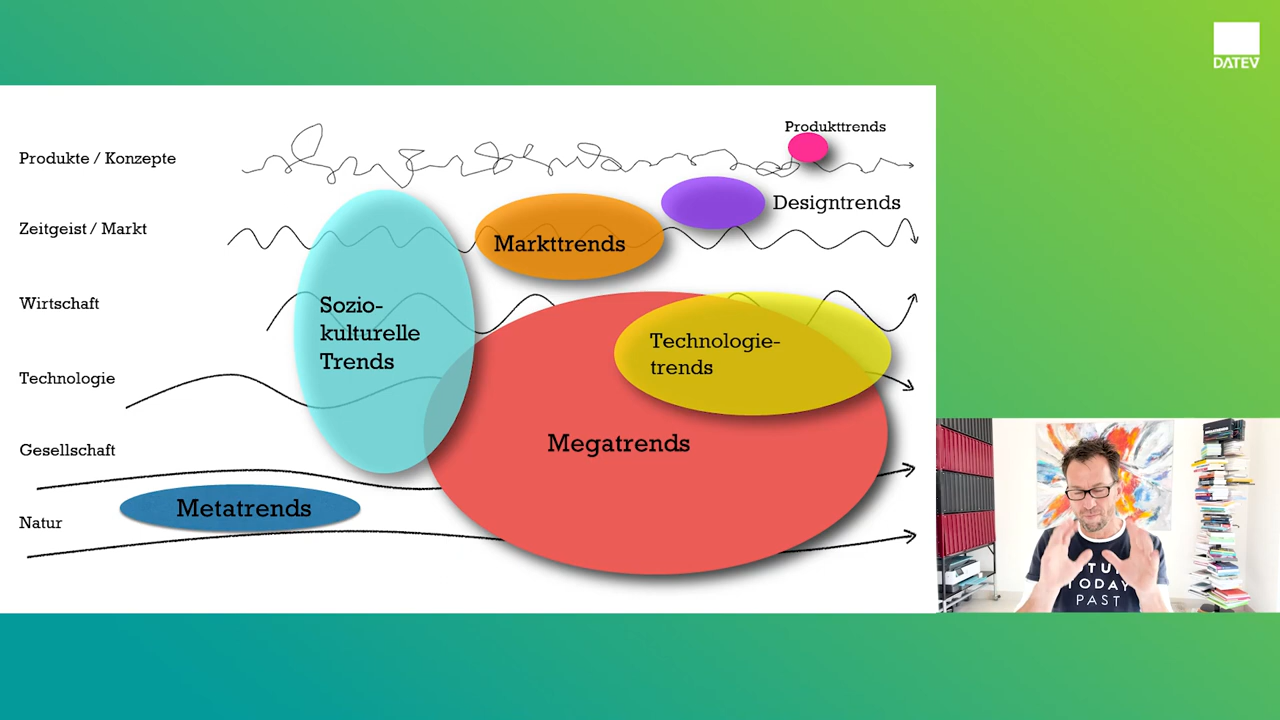 DATEV
Produkttrends
Produkte / Konzepte
Designtrends
Zeitgeist / Markt
Markttrends
Wirtschaft
Sozio-
kulturelle
Trends
Technologie-
trends
Technologie
Megatrends
Gesellschaft
Metatrends
Natur
TODAY
PAST